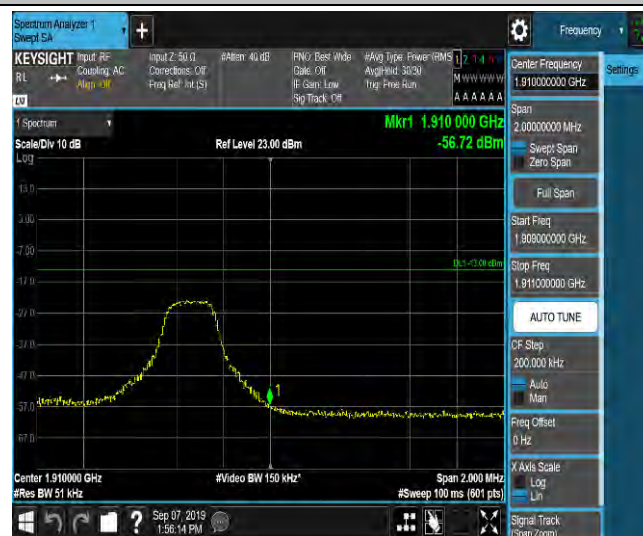 Spectrum Analyzer 1
Swept SA
+
Frequency
KEYSIGHT
RL
Input: RF
Coupling: AC
Align: Off
Input Z: 50 Ω
Corrections: Off
Freq Ref: Int (S)
#Atten: 40 dB
PNO: Best Wide
Gate: Off
IF Gain: Low
Sig Track: Off
#Avg Type: Power (RMS
Avg|Hold: 30/30
Trig: Free Run
M W W W W W
A A A A A A
1 Spectrum
Scale/Div 10 dB
Log
Ref Level 23.00 dBm
Mkr1 1.910 000 GHz
-56.72 dBm
13.0
3.00
-7.00
-17.0
-27.0
-37.0
-47.0
-57.0
-67.0
DL1 -13.00 dBm
1
Center 1.910000 GHz
#Res BW 51 kHz
#Video BW 150 kHz*
Span 2.000 MHz
#Sweep 100 ms (601 pts)
Sep 07, 2019
1:56:14 PM
?
Center Frequency
1.910000000 GHz
Settings
Span
2.00000000 MHz
Swept Span
Zero Span
Full Span
Start Freq
1.909000000 GHz
Stop Freq
1.911000000 GHz
AUTO TUNE
CF Step
200.000 kHz
Auto
Man
Freq Offset
0 Hz
X Axis Scale
Log
Lin
Signal Track
(Span Zoom)